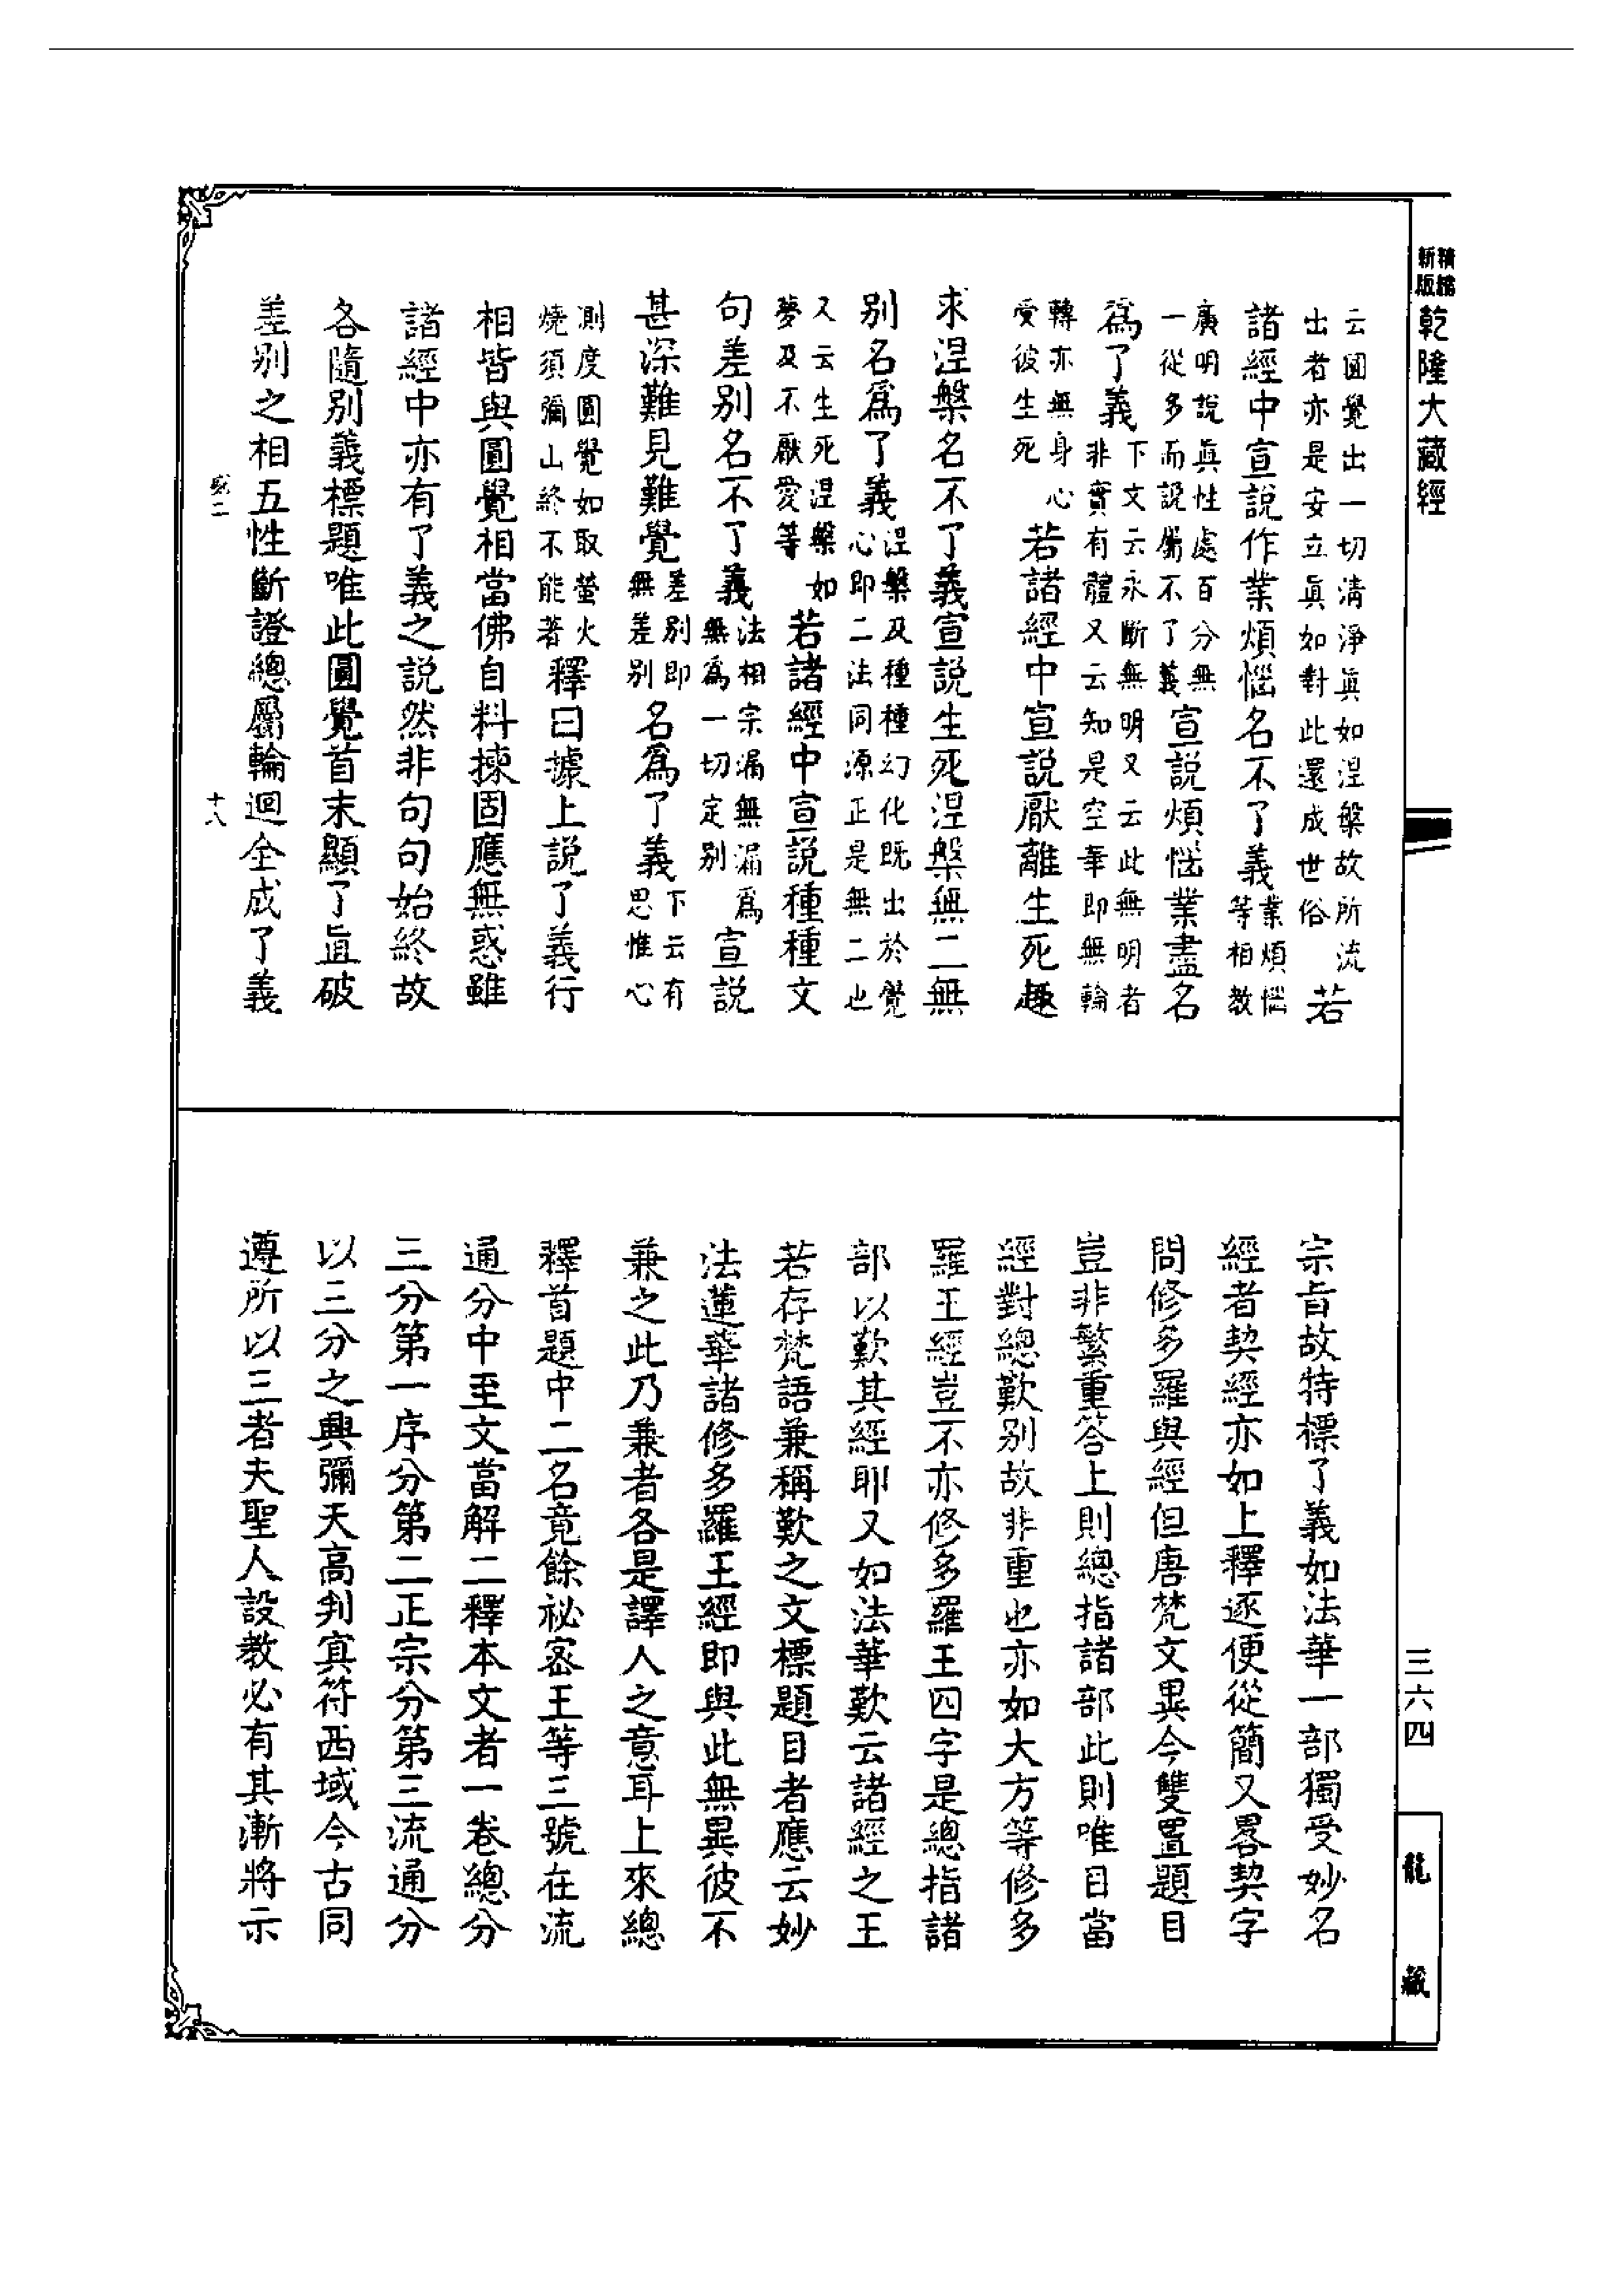 精縮新版乾隆大藏經
云圓覺出一切清淨眞如涅槃故所流
出者亦是安立眞如對此還成世俗
若
諸經中宣説作業煩惱名不了義業煩惱等相教
廣明説眞性處百分無
一從多而説屬不了義
宣説煩惱業盡名
爲了義下文云永斷無明又云此無明者
非實有體又云知是空華即無輪
轉亦無身心
受彼生死
若諸經中宣説厭離生死趣
求涅槃名不了義宣説生死涅槃無二無
別名爲了義涅槃及種種幻化既出於覺
心即二法同源正是無二也
又云生死涅槃如
夢及不厭愛等
若諸經中宣説種種文
句差別名不了義法相宗漏無漏爲
無爲一切定別
宣説
甚深難見難覺差別即
無差別
名爲了義下云有
思惟心
測度圓覺如取螢火
燒須彌山終不能著
釋曰據上説了義行
相皆與圓覺相當佛自料揀固應無惑雖
諸經中亦有了義之説然非句句始終故
各隨別義標題唯此圓覺首末顯了直破
差別之相五性斷證總屬輪迴全成了義
十八
宗旨故特標了義如法華一部獨受妙名
經者契經亦如上釋逐便從簡又畧契字
問修多羅與經但唐梵文異今雙置題目
豈非繁重答上則總指諸部此則唯目當
經對總歎別故非重也亦如大方等修多
羅王經豈不亦修多羅王四字是總指諸
部以歎其經耶又如法華歎云諸經之王
若存梵語兼稱歎之文標題目者應云妙
法蓮華諸修多羅王經即與此無異彼不
兼之此乃兼者各是譯人之意耳上來總
釋首題中二名竟餘祕密王等三號在流
通分中至文當解二釋本文者一卷總分
三分第一序分第二正宗分第三流通分
以三分之興彌天高判冥符西域今古同
遵所以三者夫聖人設教必有其漸將示
三六四
龍藏